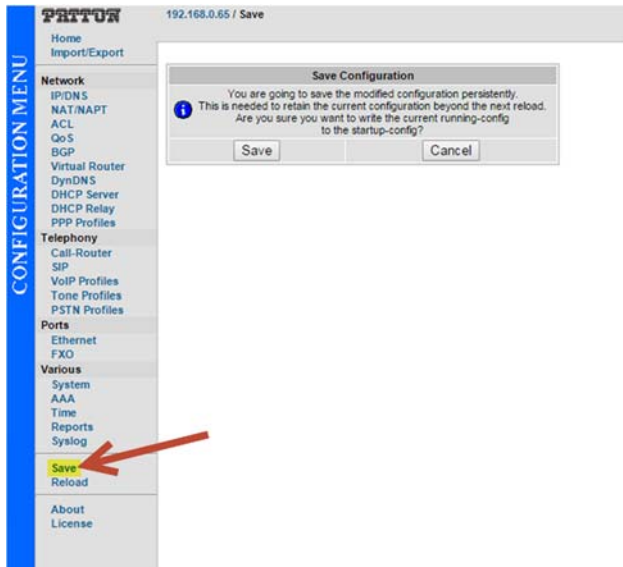 PATTON
192.168.0.65 / Save
CONFIGURATION MENU
Home
Import/Export
Network
IP/DNS
NAT/NAPT
ACL
QoS
BGP
Virtual Router
DynDNS
DHCP Server
DHCP Relay
PPP Profiles
Telephony
Call-Router
SIP
VoIP Profiles
Tone Profiles
PSTN Profiles
Ports
Ethernet
FXO
Various
System
AAA
Time
Reports
Syslog
Save
Reload
About
License
Save Configuration
You are going to save the modified configuration persistently.
This is needed to retain the current configuration beyond the next reload.
Are you sure you want to write the current running-config
to the startup-config?
Save
Cancel